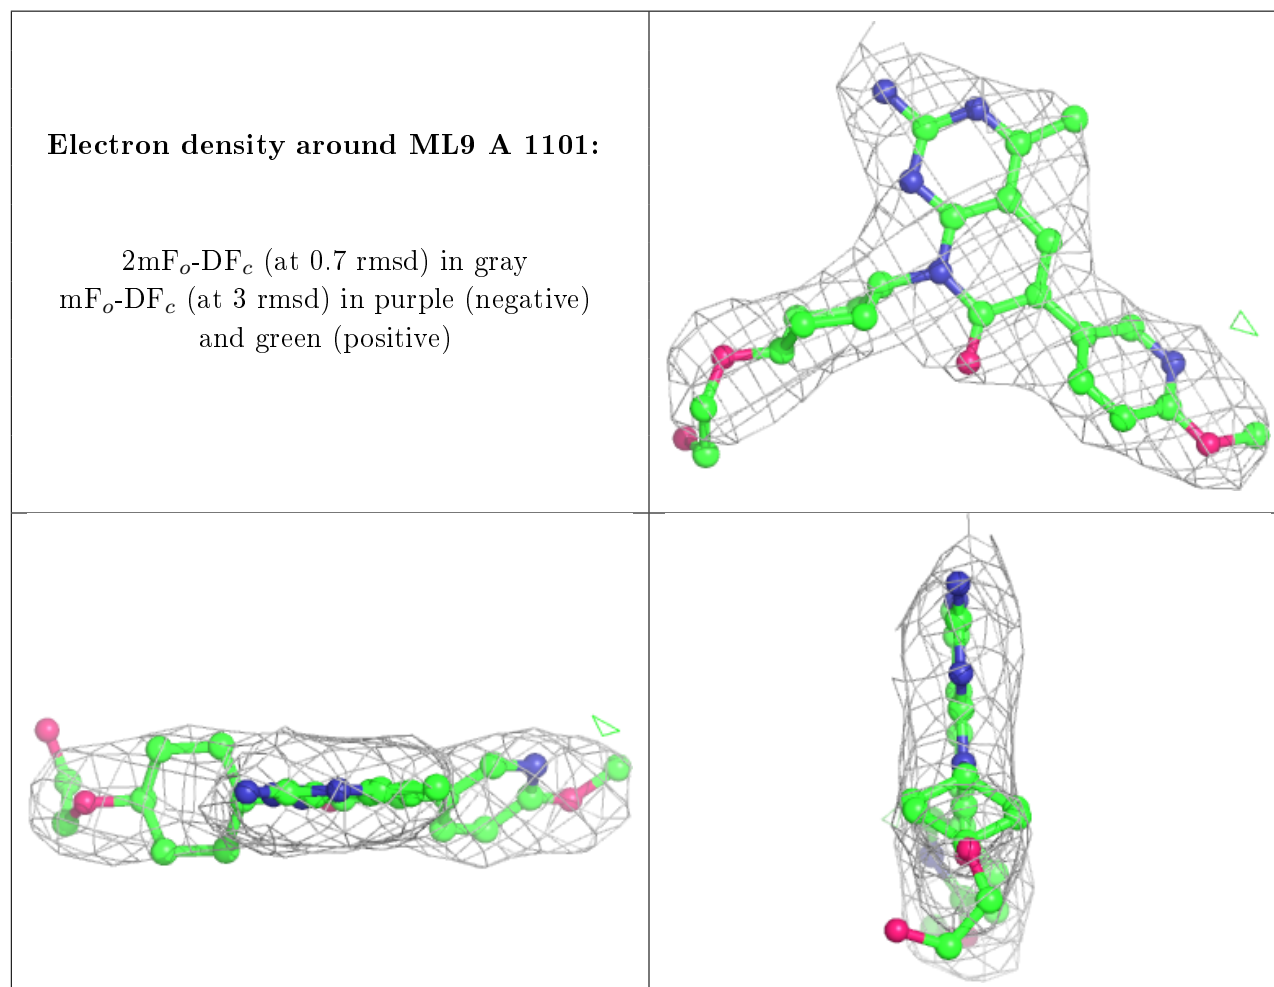 Electron density around ML9 A 1101:
2mFo-DFc (at 0.7 rmsd) in gray
mFo-DFc (at 3 rmsd) in purple (negative)
and green (positive)